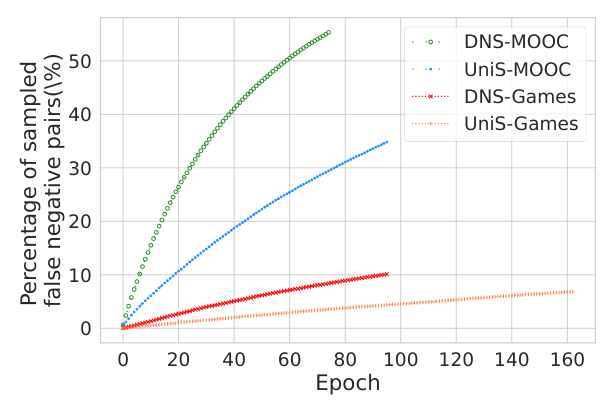 Percentage of sampled
false negative pairs(\%)
50
40
30
20
10
0
DNS-MOOC
UniS-MOOC
DNS-Games
UniS-Games
0 20 40 60 80 100 120 140 160
Epoch